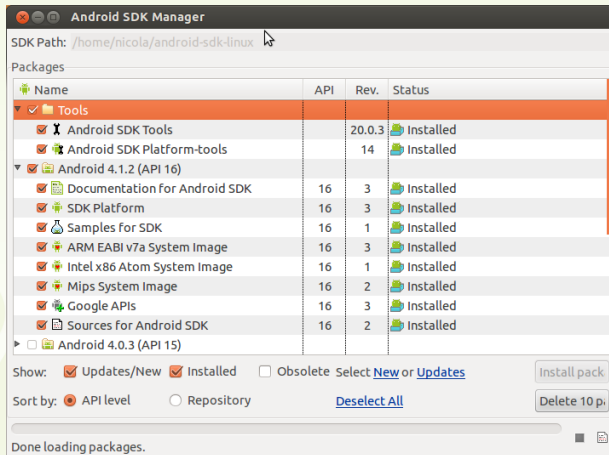 Android SDK Manager
SDK Path: /home/nicola/android-sdk-linux
Packages
Name API Rev. Status
Tools
Android SDK Tools 20.0.3 Installed
Android SDK Platform-tools 14 Installed
Android 4.1.2 (API 16)
Documentation for Android SDK 16 3 Installed
SDK Platform 16 3 Installed
Samples for SDK 16 1 Installed
ARM EABI v7a System Image 16 3 Installed
Intel x86 Atom System Image 16 1 Installed
Mips System Image 16 2 Installed
Google APIs 16 3 Installed
Sources for Android SDK 16 2 Installed
Android 4.0.3 (API 15)
Show: Updates/New Installed Obsolete Select New or Updates Install pack
Sort by: API level Repository Deselect All Delete 10 p
Done loading packages.